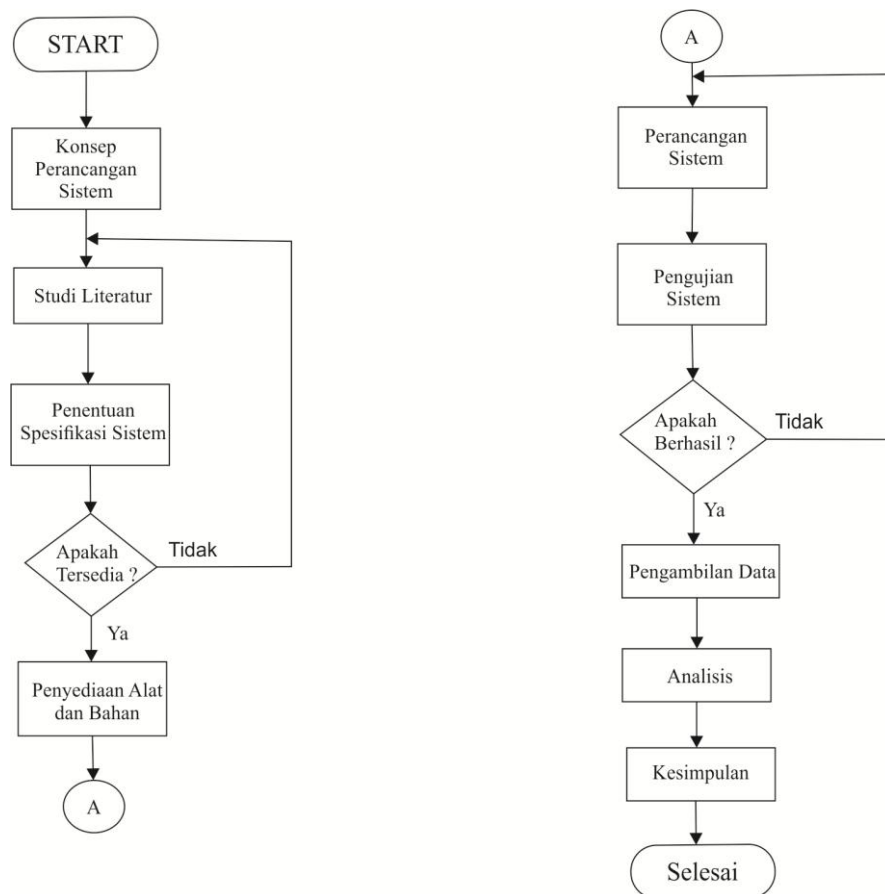 START
Konsep
Perancangan
Sistem
Studi Literatur
Penentuan
Spesifikasi Sistem
Apakah
Tersedia ?
Tidak
Ya
Penyediaan Alat
dan Bahan
A
A
Perancangan
Sistem
Pengujian
Sistem
Apakah
Berhasil ?
Tidak
Ya
Pengambilan Data
Analisis
Kesimpulan
Selesai